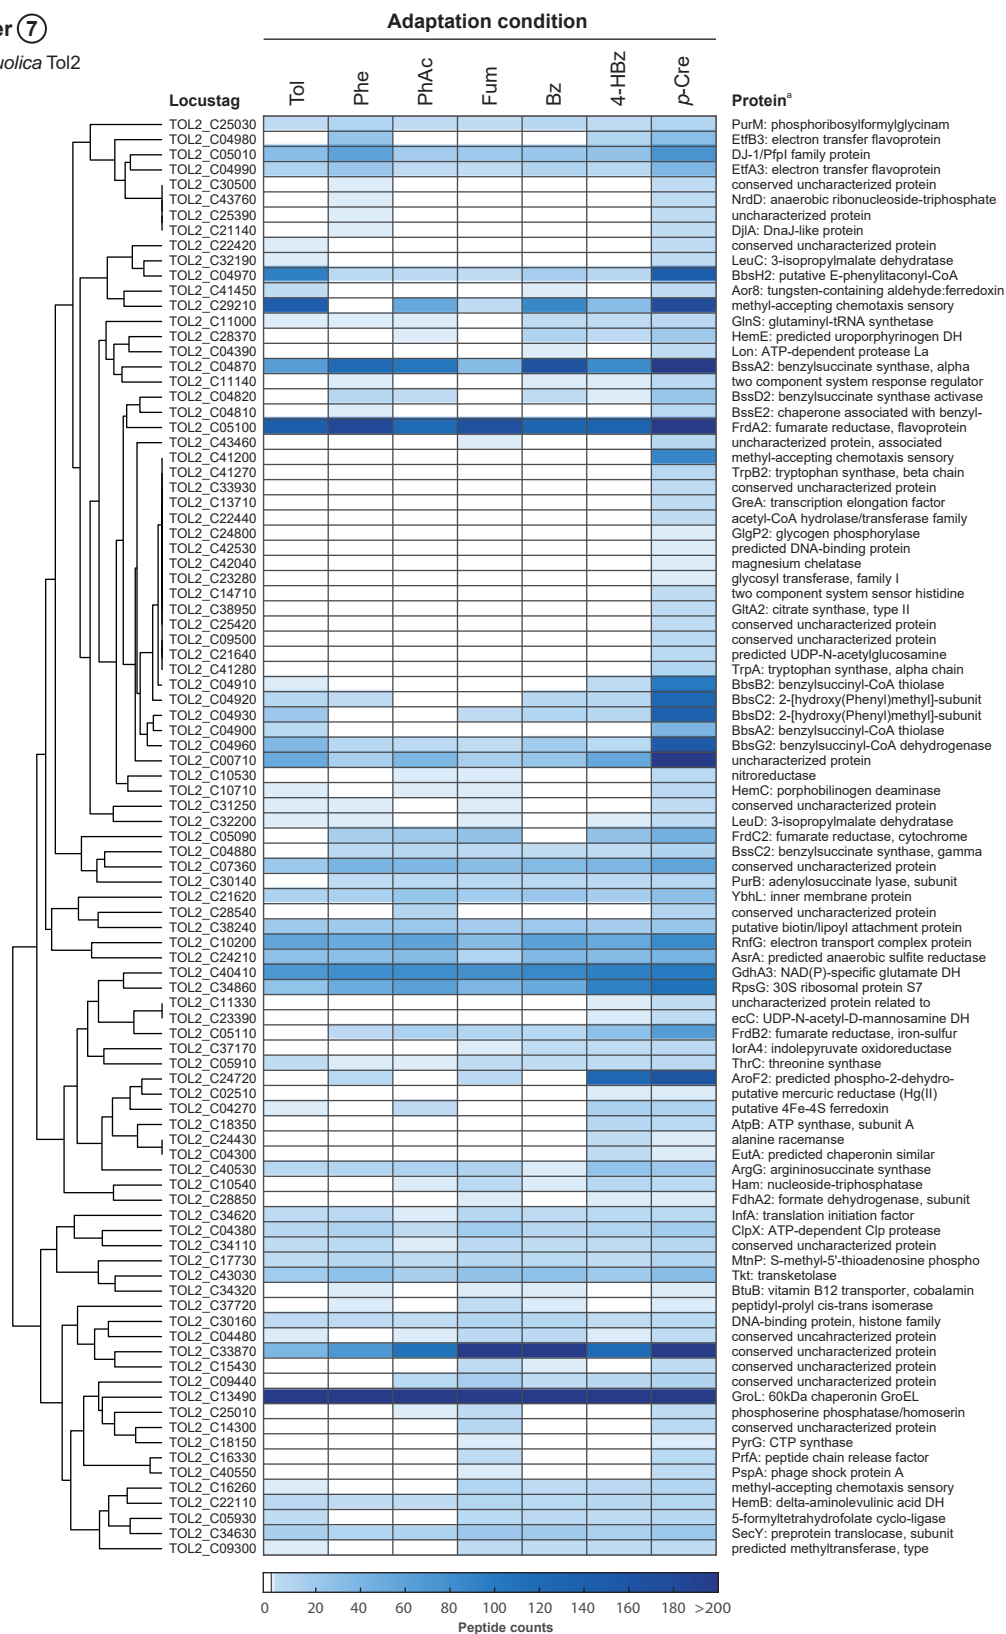 er 7
uolica Tol2
Adaptation condition
Locustag Tol Phe PhAc Fum Bz 4-HBz p-Cre Protein^a
TOL2_C25030 PurM: phosphoribosylformylglycinam
TOL2_C04980 EtfB3: electron transfer flavoprotein
TOL2_C05010 DJ-1/PfpI family protein
TOL2_C04990 EtfA3: electron transfer flavoprotein
TOL2_C30500 conserved uncharacterized protein
TOL2_C43760 NrdD: anaerobic ribonucleoside-triphosphate
TOL2_C25390 uncharacterized protein
TOL2_C21140 DjlA: DnaJ-like protein
TOL2_C22420 conserved uncharacterized protein
TOL2_C32190 LeuC: 3-isopropylmalate dehydratase
TOL2_C04970 BbsH2: putative E-phenylitaconyl-CoA
TOL2_C41450 Aor8: tungsten-containing aldehyde:ferredoxin
TOL2_C29210 methyl-accepting chemotaxis sensory
TOL2_C11000 GlnS: glutaminyl-tRNA synthetase
TOL2_C28370 HemE: predicted uroporphyrinogen DH
TOL2_C04390 Lon: ATP-dependent protease La
TOL2_C04870 BssA2: benzylsuccinate synthase, alpha
TOL2_C11140 two component system response regulator
TOL2_C04820 BssD2: benzylsuccinate synthase activase
TOL2_C04810 BssE2: chaperone associated with benzyl-
TOL2_C05100 FrdA2: fumarate reductase, flavoprotein
TOL2_C43460 uncharacterized protein, associated
TOL2_C41200 methyl-accepting chemotaxis sensory
TOL2_C41270 TrpB2: tryptophan synthase, beta chain
TOL2_C33930 conserved uncharacterized protein
TOL2_C13710 GreA: transcription elongation factor
TOL2_C22440 acetyl-CoA hydrolase/transferase family
TOL2_C24800 GlgP2: glycogen phosphorylase
TOL2_C42530 predicted DNA-binding protein
TOL2_C42040 magnesium chelatase
TOL2_C23280 glycosyl transferase, family I
TOL2_C14710 two component system sensor histidine
TOL2_C38950 GltA2: citrate synthase, type II
TOL2_C25420 conserved uncharacterized protein
TOL2_C09500 conserved uncharacterized protein
TOL2_C21640 predicted UDP-N-acetylglucosamine
TOL2_C41280 TrpA: tryptophan synthase, alpha chain
TOL2_C04910 BbsB2: benzylsuccinyl-CoA thiolase
TOL2_C04920 BbsC2: 2-[hydroxy(Phenyl)methyl]-subunit
TOL2_C04930 BbsD2: 2-[hydroxy(Phenyl)methyl]-subunit
TOL2_C04900 BbsA2: benzylsuccinyl-CoA thiolase
TOL2_C04960 BbsG2: benzylsuccinyl-CoA dehydrogenase
TOL2_C00710 uncharacterized protein
TOL2_C10530 nitroreductase
TOL2_C10710 HemC: porphobilinogen deaminase
TOL2_C31250 conserved uncharacterized protein
TOL2_C32200 LeuD: 3-isopropylmalate dehydratase
TOL2_C05090 FrdC2: fumarate reductase, cytochrome
TOL2_C04880 BssC2: benzylsuccinate synthase, gamma
TOL2_C07360 conserved uncharacterized protein
TOL2_C30140 PurB: adenylosuccinate lyase, subunit
TOL2_C21620 YbhL: inner membrane protein
TOL2_C28540 conserved uncharacterized protein
TOL2_C38240 putative biotin/lipoyl attachment protein
TOL2_C10200 RnfG: electron transport complex protein
TOL2_C24210 AsrA: predicted anaerobic sulfite reductase
TOL2_C40410 GdhA3: NAD(P)-specific glutamate DH
TOL2_C34860 RpsG: 30S ribosomal protein S7
TOL2_C11330 uncharacterized protein related to
TOL2_C23390 ecC: UDP-N-acetyl-D-mannosamine DH
TOL2_C05110 FrdB2: fumarate reductase, iron-sulfur
TOL2_C37170 IorA4: indolepyruvate oxidoreductase
TOL2_C05910 ThrC: threonine synthase
TOL2_C24720 AroF2: predicted phospho-2-dehydro-
TOL2_C02510 putative mercuric reductase (Hg(II)
TOL2_C04270 putative 4Fe-4S ferredoxin
TOL2_C18350 AtpB: ATP synthase, subunit A
TOL2_C24430 alanine racemanse
TOL2_C04300 EutA: predicted chaperonin similar
TOL2_C40530 ArgG: argininosuccinate synthase
TOL2_C10540 Ham: nucleoside-triphosphatase
TOL2_C28850 FdhA2: formate dehydrogenase, subunit
TOL2_C34620 InfA: translation initiation factor
TOL2_C04380 ClpX: ATP-dependent Clp protease
TOL2_C34110 conserved uncharacterized protein
TOL2_C17730 MtnP: S-methyl-5'-thioadenosine phospho
TOL2_C43030 Tkt: transketolase
TOL2_C34320 BtuB: vitamin B12 transporter, cobalamin
TOL2_C37720 peptidyl-prolyl cis-trans isomerase
TOL2_C30160 DNA-binding protein, histone family
TOL2_C04480 conserved uncahracterized protein
TOL2_C33870 conserved uncharacterized protein
TOL2_C15430 conserved uncharacterized protein
TOL2_C09440 conserved uncharacterized protein
TOL2_C13490 GroL: 60kDa chaperonin GroEL
TOL2_C25010 phosphoserine phosphatase/homoserin
TOL2_C14300 conserved uncharacterized protein
TOL2_C18150 PyrG: CTP synthase
TOL2_C16330 PrfA: peptide chain release factor
TOL2_C40550 PspA: phage shock protein A
TOL2_C16260 methyl-accepting chemotaxis sensory
TOL2_C22110 HemB: delta-aminolevulinic acid DH
TOL2_C05930 5-formyltetrahydrofolate cyclo-ligase
TOL2_C34630 SecY: preprotein translocase, subunit
TOL2_C09300 predicted methyltransferase, type
0 20 40 60 80 100 120 140 160 180 >200
Peptide counts